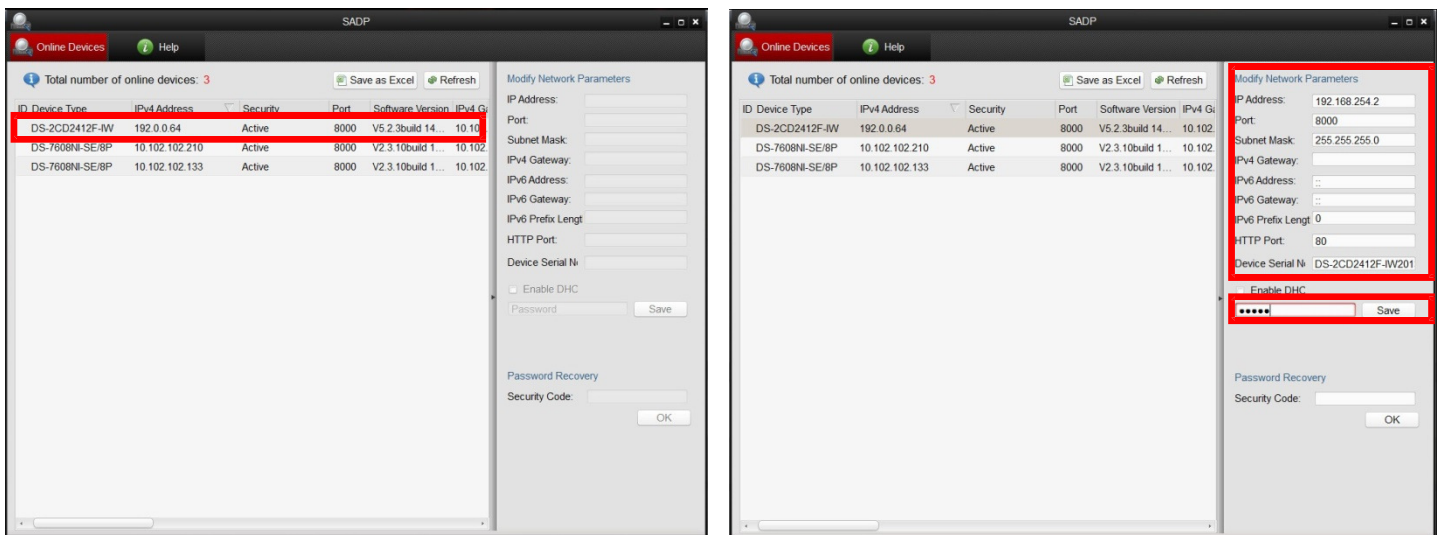 SADP
Online Devices Help
Total number of online devices: 3 Save as Excel Refresh
ID Device Type IPv4 Address Security Port Software Version IPv4 Ga
DS-2CD2412F-IW 192.0.0.64 Active 8000 V5.2.3build 14... 10.102.
DS-7608NI-SE/8P 10.102.102.210 Active 8000 V2.3.10build 1... 10.102.
DS-7608NI-SE/8P 10.102.102.133 Active 8000 V2.3.10build 1... 10.102.
Modify Network Parameters
IP Address:
Port:
Subnet Mask:
IPv4 Gateway:
IPv6 Address:
IPv6 Gateway:
IPv6 Prefix Lengt
HTTP Port:
Device Serial N
Enable DHC
Password Save
Password Recovery
Security Code:
OK
SADP
Online Devices Help
Total number of online devices: 3 Save as Excel Refresh
ID Device Type IPv4 Address Security Port Software Version IPv4 Ga
DS-2CD2412F-IW 192.0.0.64 Active 8000 V5.2.3build 14... 10.102.
DS-7608NI-SE/8P 10.102.102.210 Active 8000 V2.3.10build 1... 10.102.
DS-7608NI-SE/8P 10.102.102.133 Active 8000 V2.3.10build 1... 10.102.
Modify Network Parameters
IP Address: 192.168.254.2
Port: 8000
Subnet Mask: 255.255.255.0
IPv4 Gateway:
IPv6 Address: ::
IPv6 Gateway: ::
IPv6 Prefix Lengt 0
HTTP Port: 80
Device Serial N DS-2CD2412F-IW201
Enable DHC
••••• Save
Password Recovery
Security Code:
OK